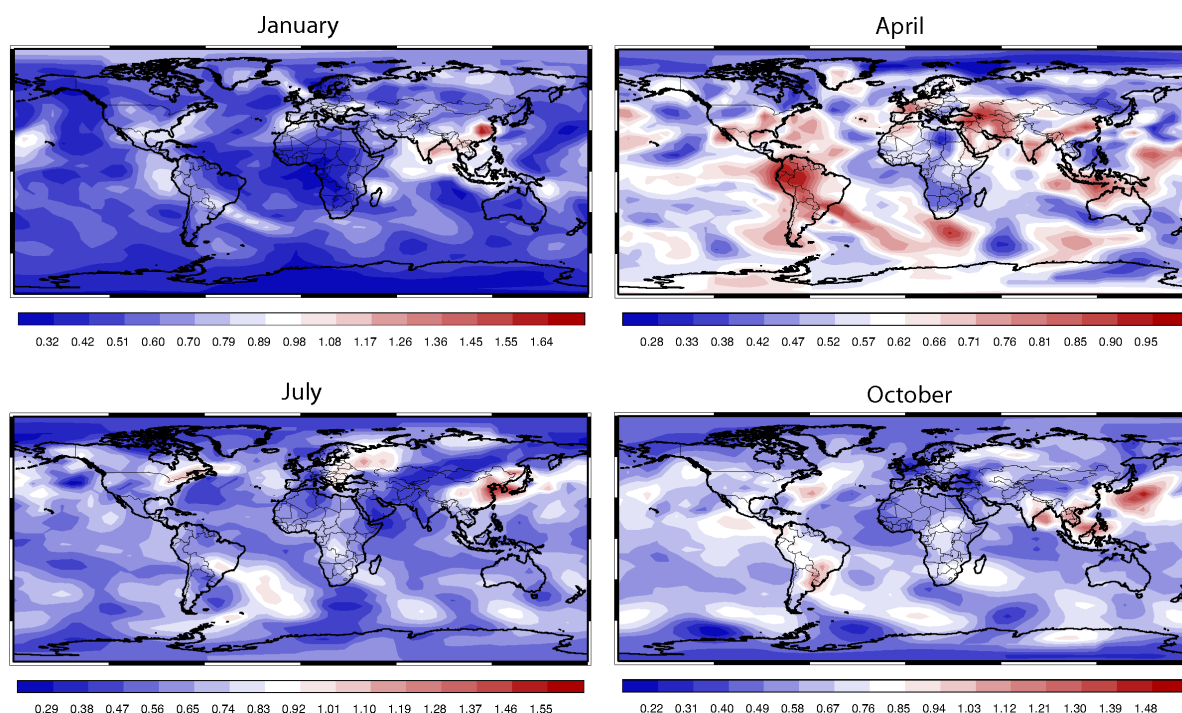 January
April
0.32 0.42 0.51 0.60 0.70 0.79 0.89 0.98 1.08 1.17 1.26 1.36 1.45 1.55 1.64
0.28 0.33 0.38 0.42 0.47 0.52 0.57 0.62 0.66 0.71 0.76 0.81 0.85 0.90 0.95
July
October
0.29 0.38 0.47 0.56 0.65 0.74 0.83 0.92 1.01 1.10 1.19 1.28 1.37 1.46 1.55
0.22 0.31 0.40 0.49 0.58 0.67 0.76 0.85 0.94 1.03 1.12 1.21 1.30 1.39 1.48